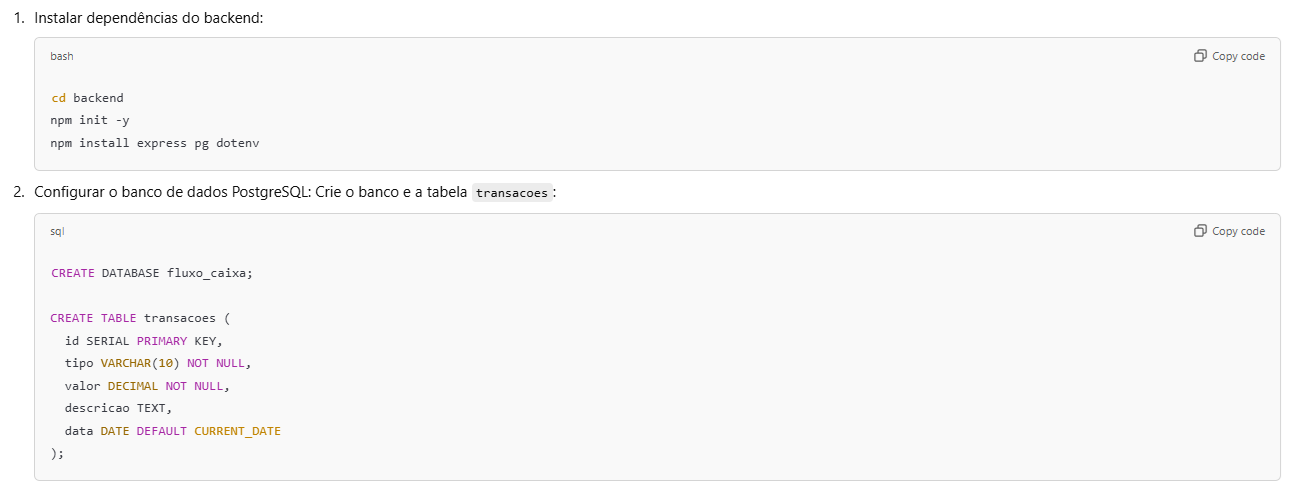 1. Instalar dependências do backend:
bash
Copy code
cd backend
npm init -y
npm install express pg dotenv
2. Configurar o banco de dados PostgreSQL: Crie o banco e a tabela transacoes:
sql
Copy code
CREATE DATABASE fluxo_caixa;
CREATE TABLE transacoes (
id SERIAL PRIMARY KEY,
tipo VARCHAR(10) NOT NULL,
valor DECIMAL NOT NULL,
descricao TEXT,
data DATE DEFAULT CURRENT_DATE
);